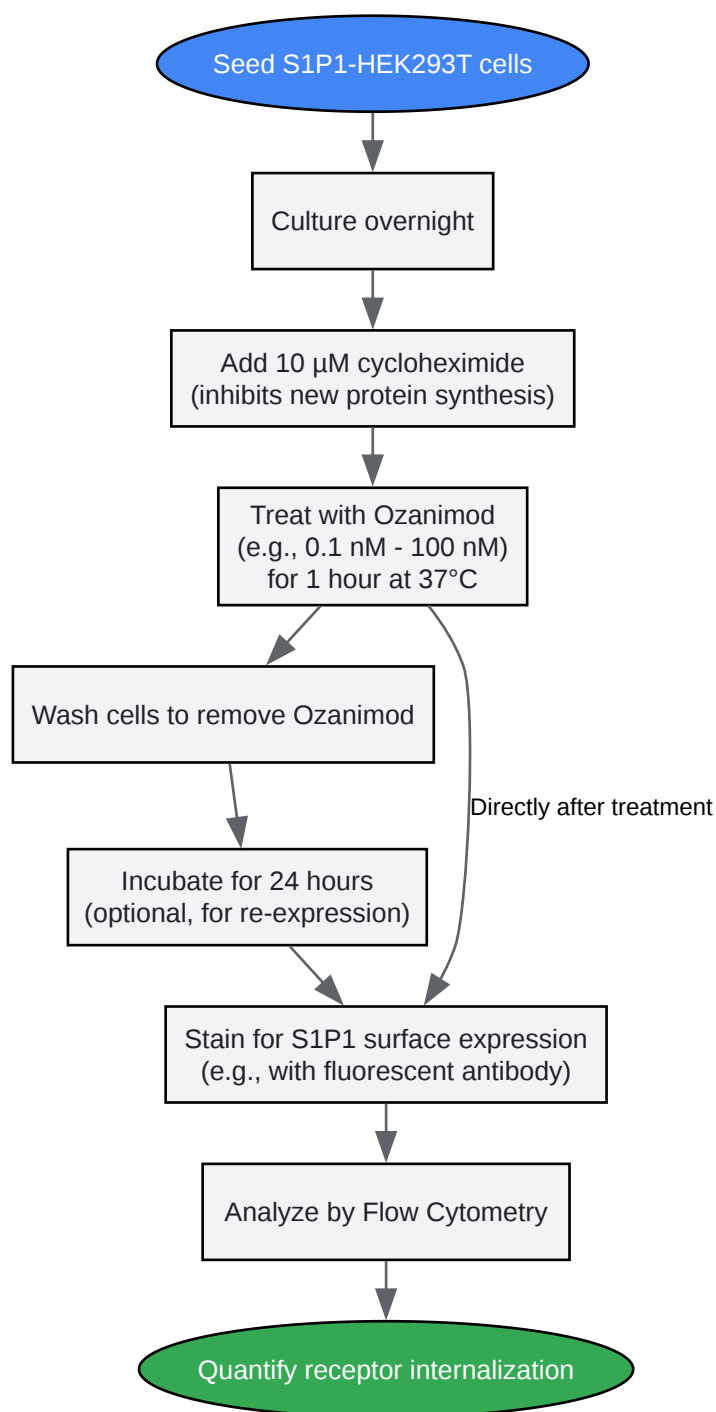 Seed S1P1-HEK293T cells
Culture overnight
Add 10 µM cycloheximide
(inhibits new protein synthesis)
Treat with Ozanimod
(e.g., 0.1 nM - 100 nM)
for 1 hour at 37°C
Wash cells to remove Ozanimod
Directly after treatment
Incubate for 24 hours
(optional, for re-expression)
Stain for S1P1 surface expression
(e.g., with fluorescent antibody)
Analyze by Flow Cytometry
Quantify receptor internalization